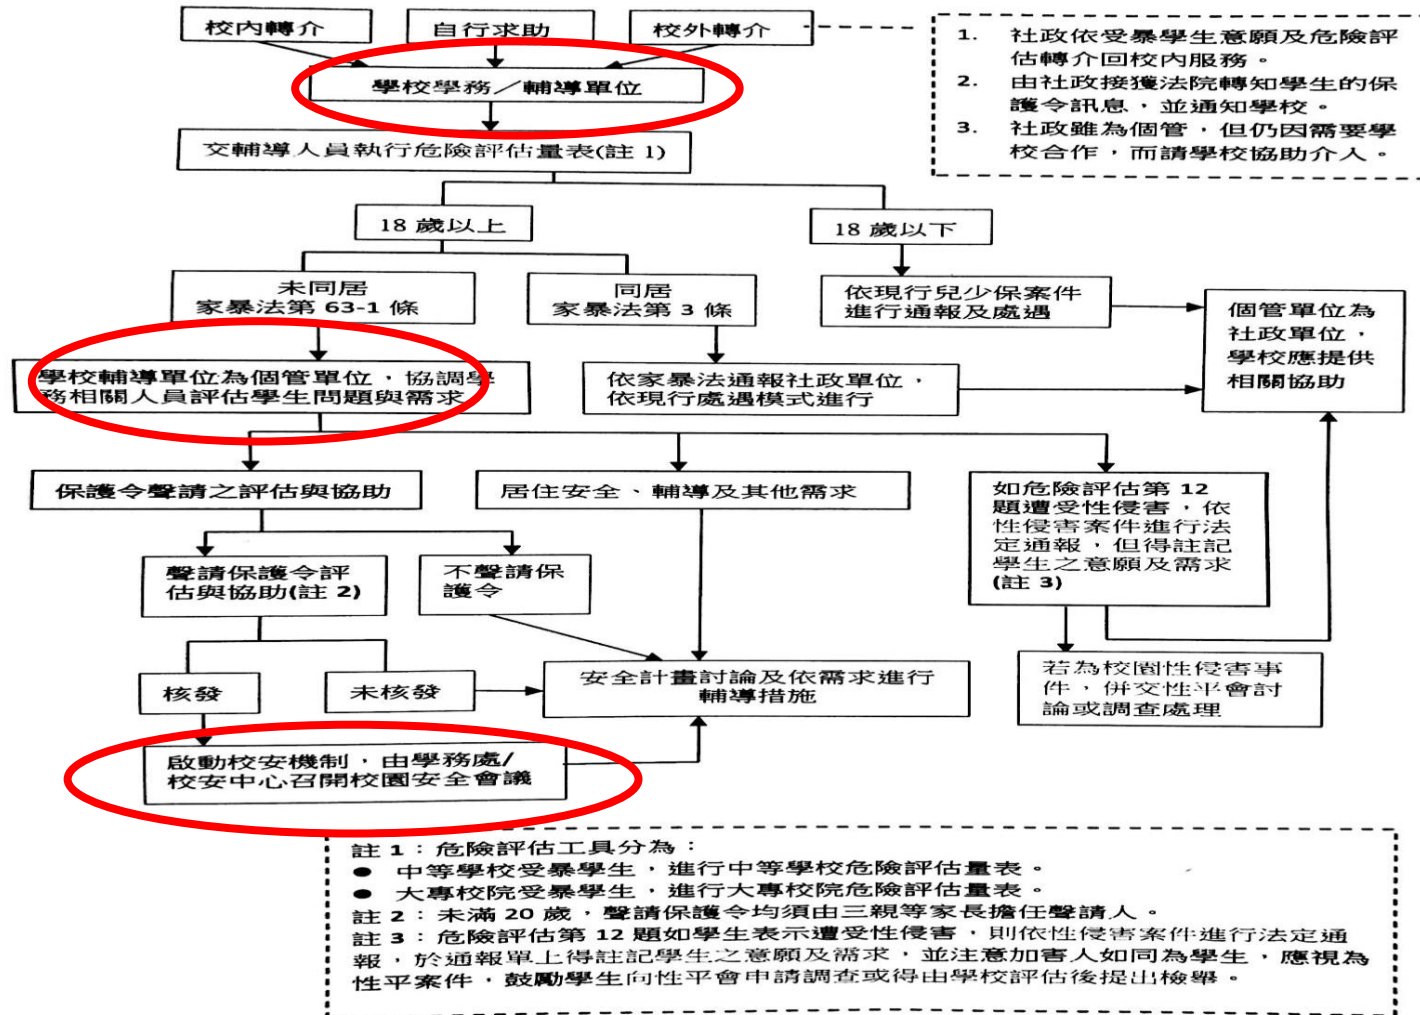 校內轉介
自行求助
校外轉介
1. 社政依受暴學生意願及危險評
估轉介回校內服務。
2. 由社政接獲法院轉知學生的保
護令訊息，並通知學校。
3. 社政雖為個管，但仍因需要學
校合作，而請學校協助介入。
學校學務／輔導單位
交輔導人員執行危險評估量表(註 1)
18 歲以上
18 歲以下
未同居
家暴法第 63-1 條
同居
家暴法第 3 條
依現行兒少保案件
進行通報及處遇
個管單位為
社政單位，
學校應提供
相關協助
學校輔導單位為個管單位，協調學
務相關人員評估學生問題與需求
依家暴法通報社政單位，
依現行處遇模式進行
保護令聲請之評估與協助
居住安全、輔導及其他需求
如危險評估第 12
題遭受性侵害，依
性侵害案件進行法
定通報，但得註記
學生之意願及需求
(註 3)
聲請保護令評
估與協助(註 2)
不聲請保
護令
核發
未核發
安全計畫討論及依需求進行
輔導措施
若為校園性侵害事
件，併交性平會討
論或調查處理
啟動校安機制，由學務處/
校安中心召開校園安全會議
註 1：危險評估工具分為：
● 中等學校受暴學生，進行中等學校危險評估量表。
● 大專校院受暴學生，進行大專校院危險評估量表。
註 2：未滿 20 歲，聲請保護令均須由三親等家長擔任聲請人。
註 3：危險評估第 12 題如學生表示遭受性侵害，則依性侵害案件進行法定通
報，於通報單上得註記學生之意願及需求，並注意加害人如同為學生，應視為
性平案件，鼓勵學生向性平會申請調查或得由學校評估後提出檢舉。